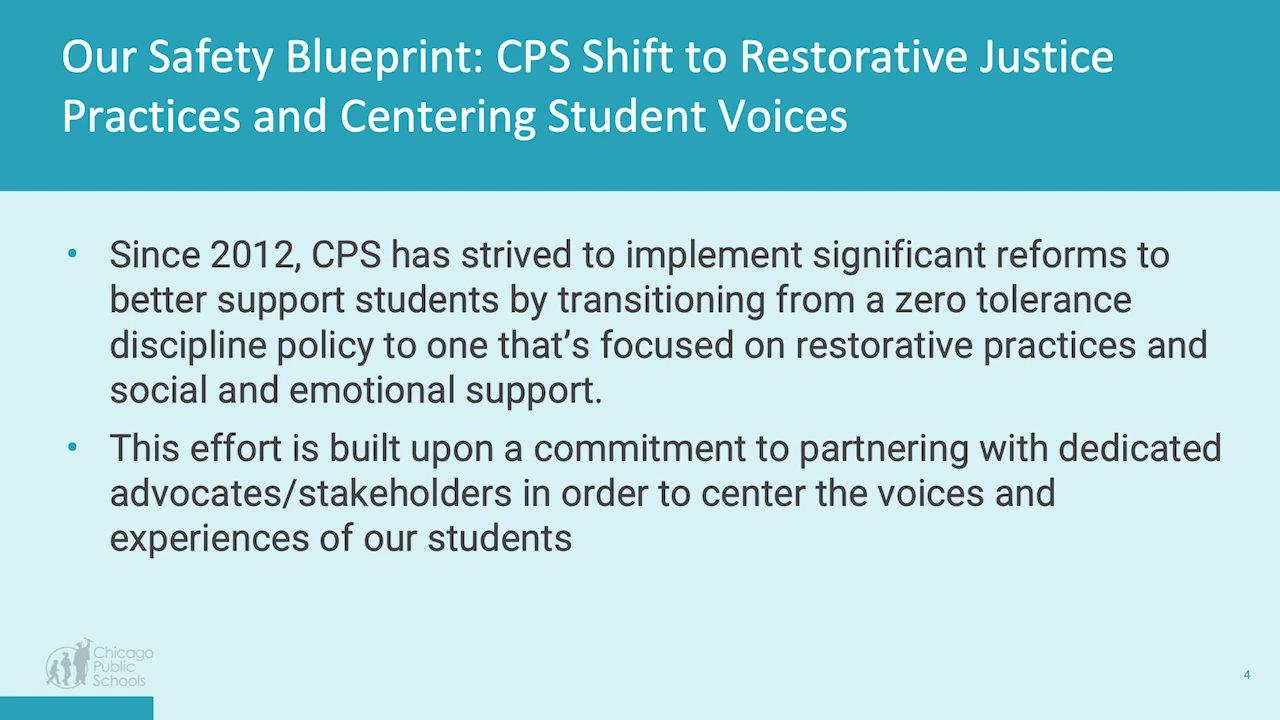 Our Safety Blueprint: CPS Shift to Restorative Justice
Practices and Centering Student Voices
• Since 2012, CPS has strived to implement significant reforms to
better support students by transitioning from a zero tolerance
discipline policy to one that’s focused on restorative practices and
social and emotional support.
• This effort is built upon a commitment to partnering with dedicated
advocates/stakeholders in order to center the voices and
experiences of our students
Chicago
Public
Schools
4